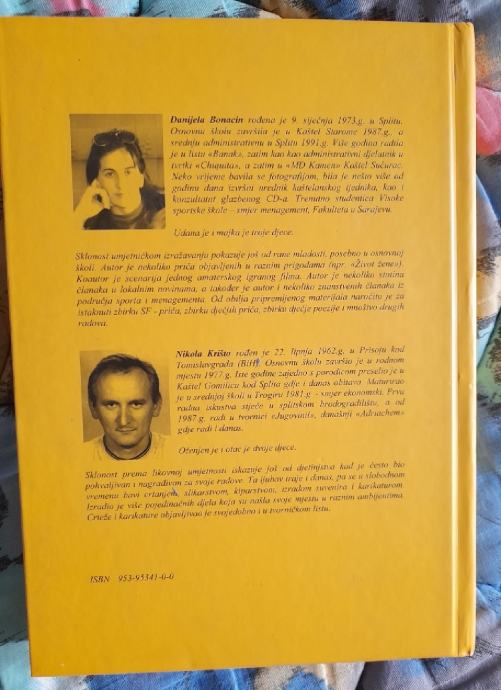 Danijela Bonacin rođena je 9. siječnja 1973.g. u Splitu.
Osnovnu školu završila je u Kaštel Starome 1987.g., a
srednju administrativnu u Splitu 1991.g. Više godina radila
je u listu «Banak», zatim kao kao administrativni djelatnik u
tvrtki «Chiquita», a zatim u «MD Kamen» Kaštel Sućurac.
Neko vrijeme bavila se fotografijom, bila je nešto više od
godinu dana izvršni urednik kaštelanskog tjednika, kao i
konzultant glazbenog CD-a. Trenutno studentica Visoke
sportske škole – smjer management, Fakulteta u Sarajevu.
Udana je i majka je troje djece.
Sklonost umjetničkom izražavanju pokazuje još od rane mladosti, posebno u osnovnoj
školi. Autor je nekoliko priča objavljenih u raznim prigodama (npr. «Život žene»).
Koautor je scenarija jednog amaterskog igranog filma. Autor je nekoliko stotina
članaka u lokalnim novinama, a također je autor i nekoliko znanstvenih članaka iz
područja sporta i menagementa. Od obilja pripremljenog materijala naročito je za
istaknuti zbirku SF - priča, zbirku dječjih priča, zbirku dječje poezije i mnoštvo drugih
radova.
Nikola Krišto rođen je 22. lipnja 1962.g. u Prisoju kod
Tomislavgrada (BiH). Osnovnu školu završio je u rodnom
mjestu 1977.g. Iste godine zajedno s porodicom preselio je u
Kaštel Gomilicu kod Splita gdje i danas obitava. Maturirao
je u srednjoj školi u Trogiru 1981.g. - smjer ekonomski. Prva
radna iskustva stječe u splitskom brodogradilištu, a od
1987.g. radi u tvornici «Jugovinil», današnji «Adriachem»
gdje radi i danas.
Oženjen je i otac je dvije djece.
Sklonost prema likovnoj umjetnosti iskazuje još od djetinjstva kad je često bio
pohvaljivan i nagrađivan za svoje radove. Ta ljubav traje i danas, pa se u slobodnom
vremenu bavi crtanjem, slikarstvom, kiparstvom, izradom suvenira i karikaturom.
Izradio je više pojedinačnih djela koja su našla svoje mjesto u raznim ambijentima.
Crteže i karikature objavljivao je svojedobno i u tvorničkom listu.
ISBN 953-95341-0-0